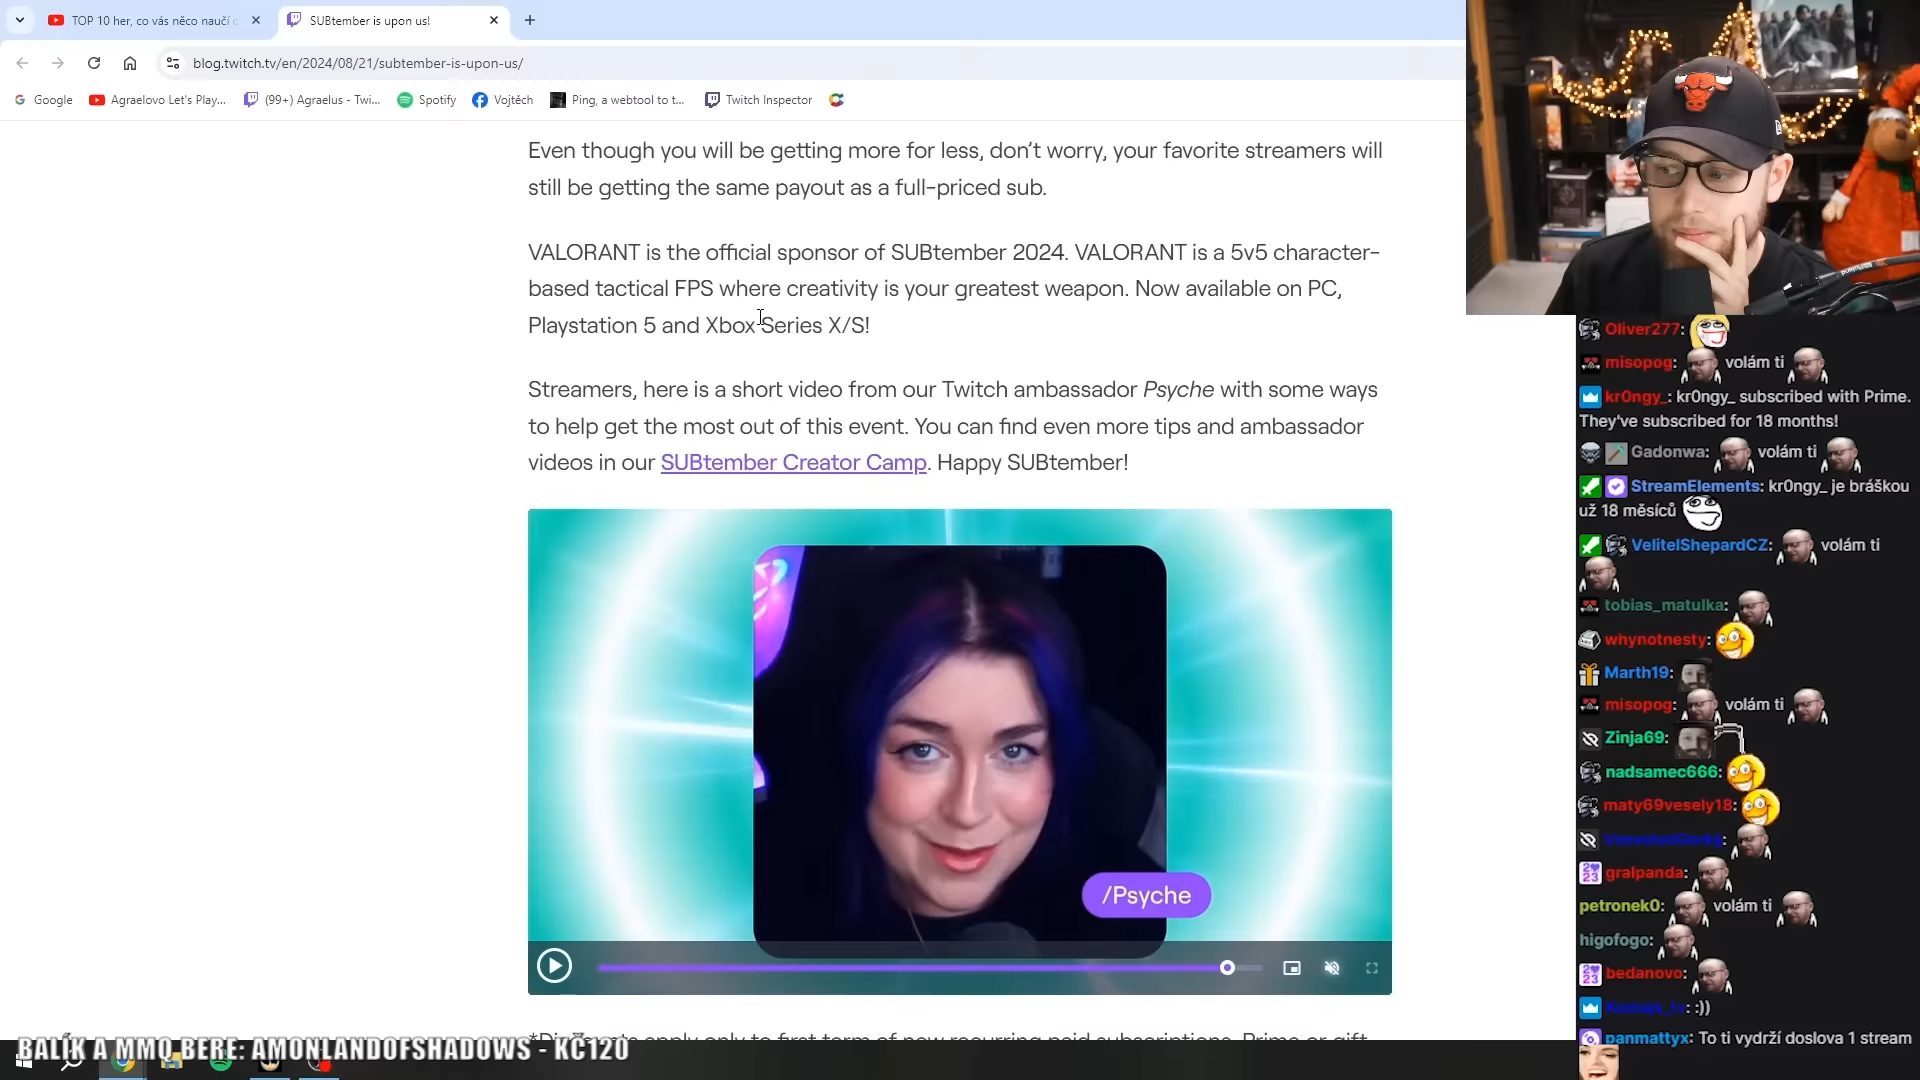 TOP 10 her, co vás něco naučí
SUBtember is upon us!
blog.twitch.tv/en/2024/08/21/subtember-is-upon-us/
Google
Agraelovo Let's Play...
(99+) Agraelus - Twi...
Spotify
Vojtěch
Ping, a webtool to t...
Twitch Inspector
Even though you will be getting more for less, don't worry, your favorite streamers will
still be getting the same payout as a full-priced sub.
VALORANT is the official sponsor of SUBtember 2024. VALORANT is a 5v5 character-
based tactical FPS where creativity is your greatest weapon. Now available on PC,
Playstation 5 and Xbox Series X/S!
Streamers, here is a short video from our Twitch ambassador Psyche with some ways
to help get the most out of this event. You can find even more tips and ambassador
videos in our SUBtember Creator Camp. Happy SUBtember!
/Psyche
subscriptions. Prime or gift
BALÍK A MMQ BERE: AMONLANDOFSHADOWS - KC120
Oliver277:
misopog: volám ti
kr0ngy_: kr0ngy_ subscribed with Prime.
They've subscribed for 18 months!
Gadonwa: volám ti
StreamElements: kr0ngy_ je bráškou
už 18 měsíců
VelitelShepardCZ: volám ti
tobias_matulka:
whynotnesty:
Marth19:
misopog: volám ti
Zinja69:
nadsamec666:
maty69vesely18:
gralpanda:
petronek0: volám ti
higofogo:
bedanovo:
:))
panmattyx: To ti vydrží doslova 1 stream